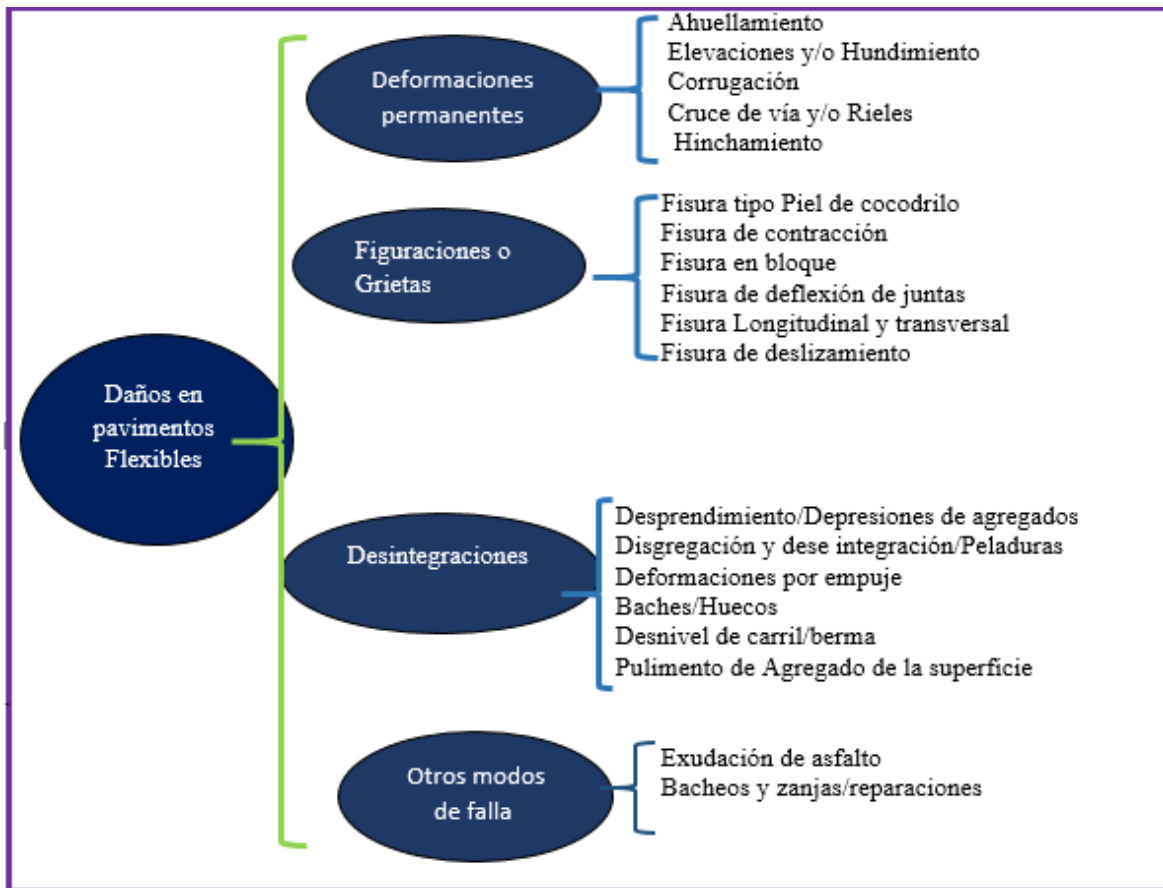 Daños en
pavimentos
Flexibles
Deformaciones
permanentes
Ahuellamiento
Elevaciones y/o Hundimiento
Corrugación
Cruce de vía y/o Rieles
Hinchamiento
Figuraciones o
Grietas
Fisura tipo Piel de cocodrilo
Fisura de contracción
Fisura en bloque
Fisura de deflexión de juntas
Fisura Longitudinal y transversal
Fisura de deslizamiento
Desintegraciones
Desprendimiento/Depresiones de agregados
Disgregación y dese integración/Peladuras
Deformaciones por empuje
Baches/Huecos
Desnivel de carril/berma
Pulimento de Agregado de la superficie
Otros modos
de falla
Exudación de asfalto
Bacheos y zanjas/reparaciones